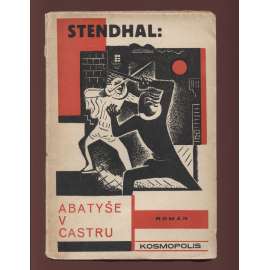 STENDHAL:
ABATYŠE
V
CASTRU
ROMÁN
KOSMOPOLIS